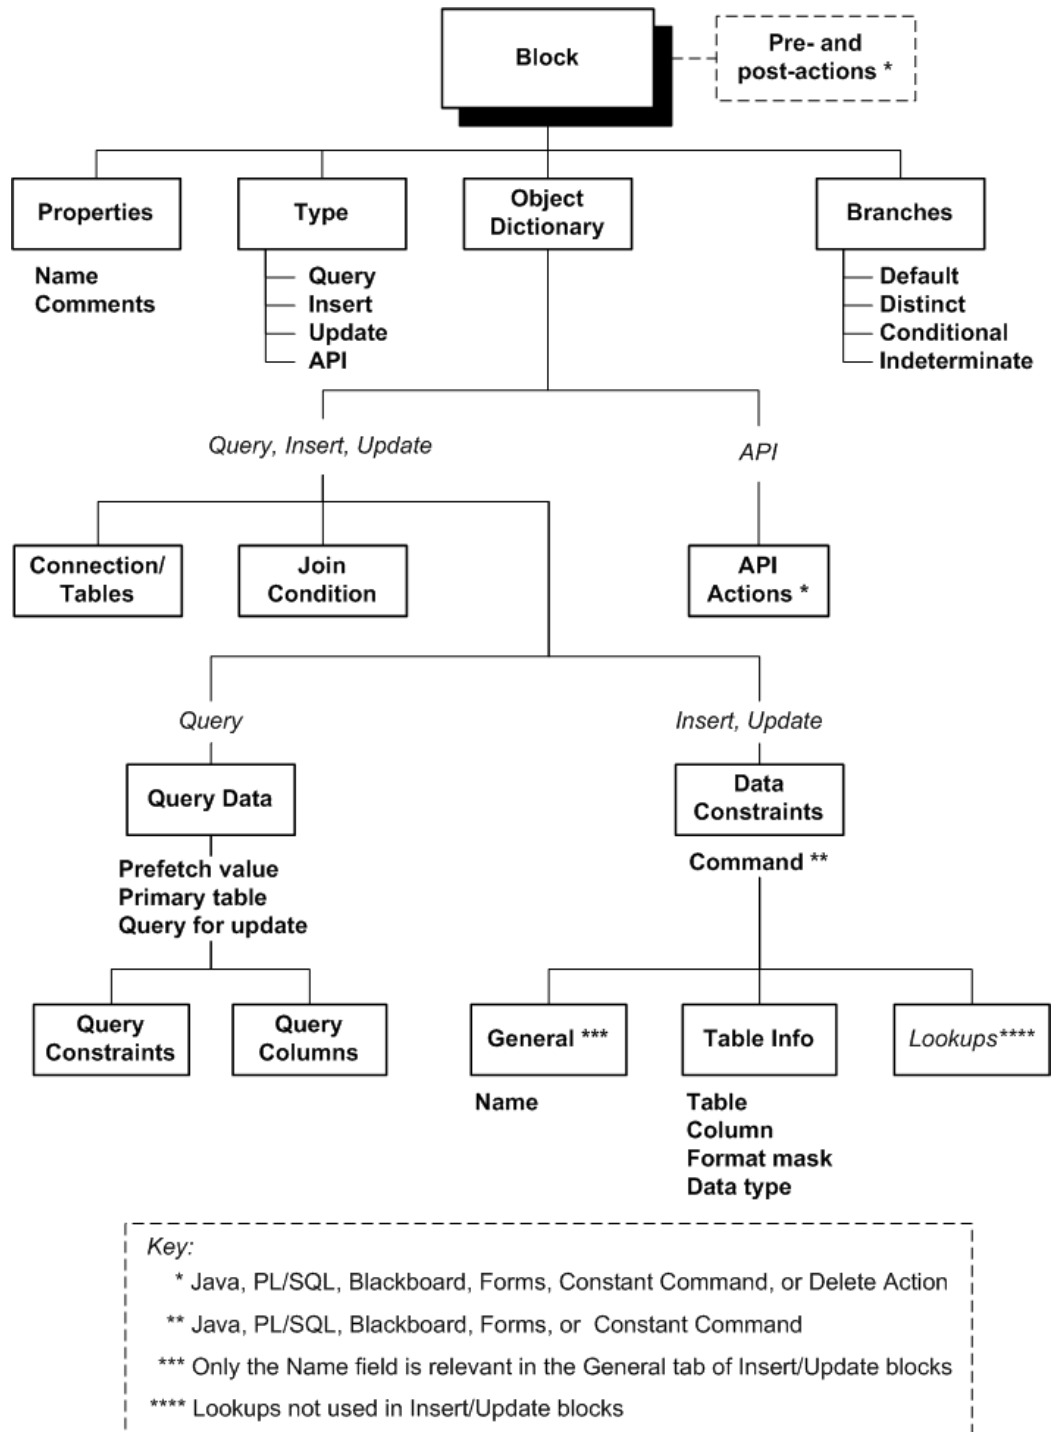 Block
Pre- and
post-actions *
Properties
Type
Object
Dictionary
Branches
Name
Comments
Query
Insert
Update
API
Default
Distinct
Conditional
Indeterminate
Query, Insert, Update
API
Connection/
Tables
Join
Condition
API
Actions *
Query
Insert, Update
Query Data
Data
Constraints
Prefetch value
Primary table
Query for update
Command **
Query
Constraints
Query
Columns
General ***
Table Info
Lookups****
Name
Table
Column
Format mask
Data type
Key:
* Java, PL/SQL, Blackboard, Forms, Constant Command, or Delete Action
** Java, PL/SQL, Blackboard, Forms, or Constant Command
*** Only the Name field is relevant in the General tab of Insert/Update blocks
**** Lookups not used in Insert/Update blocks